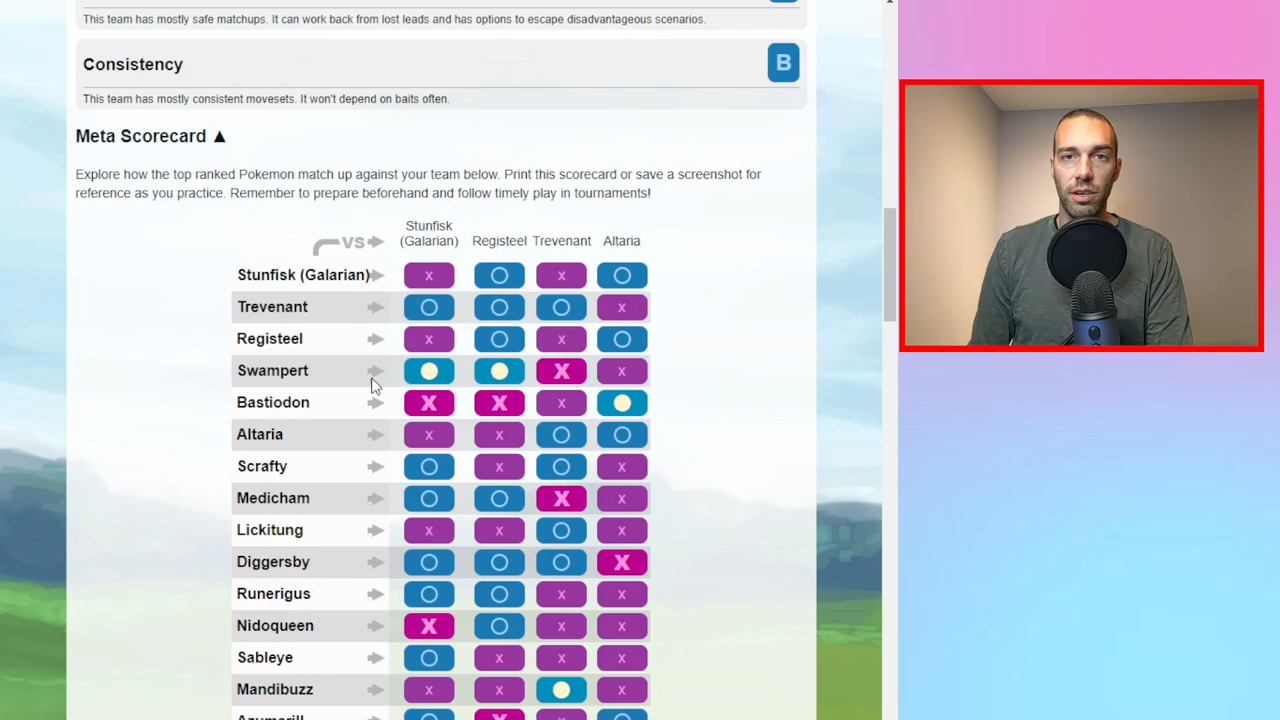 This team has mostly safe matchups. It can work back from lost leads and has options to escape disadvantageous scenarios.
Consistency
B
This team has mostly consistent movesets. It won't depend on baits often.
Meta Scorecard ▲
Explore how the top ranked Pokemon match up against your team below. Print this scorecard or save a screenshot for
reference as you practice. Remember to prepare beforehand and follow timely play in tournaments!
VS
Stunfisk
(Galarian) Registeel Trevenant Altaria
Stunfisk (Galarian) x O x O
Trevenant O O O x
Registeel x O x O
Swampert X x
Bastiodon X X x
Altaria x x O O
Scrafty O x O x
Medicham O O X x
Lickitung x x O x
Diggersby O O O X
Runerigus O O x x
Nidoqueen X O x x
Sableye O x x x
Mandibuzz x x x